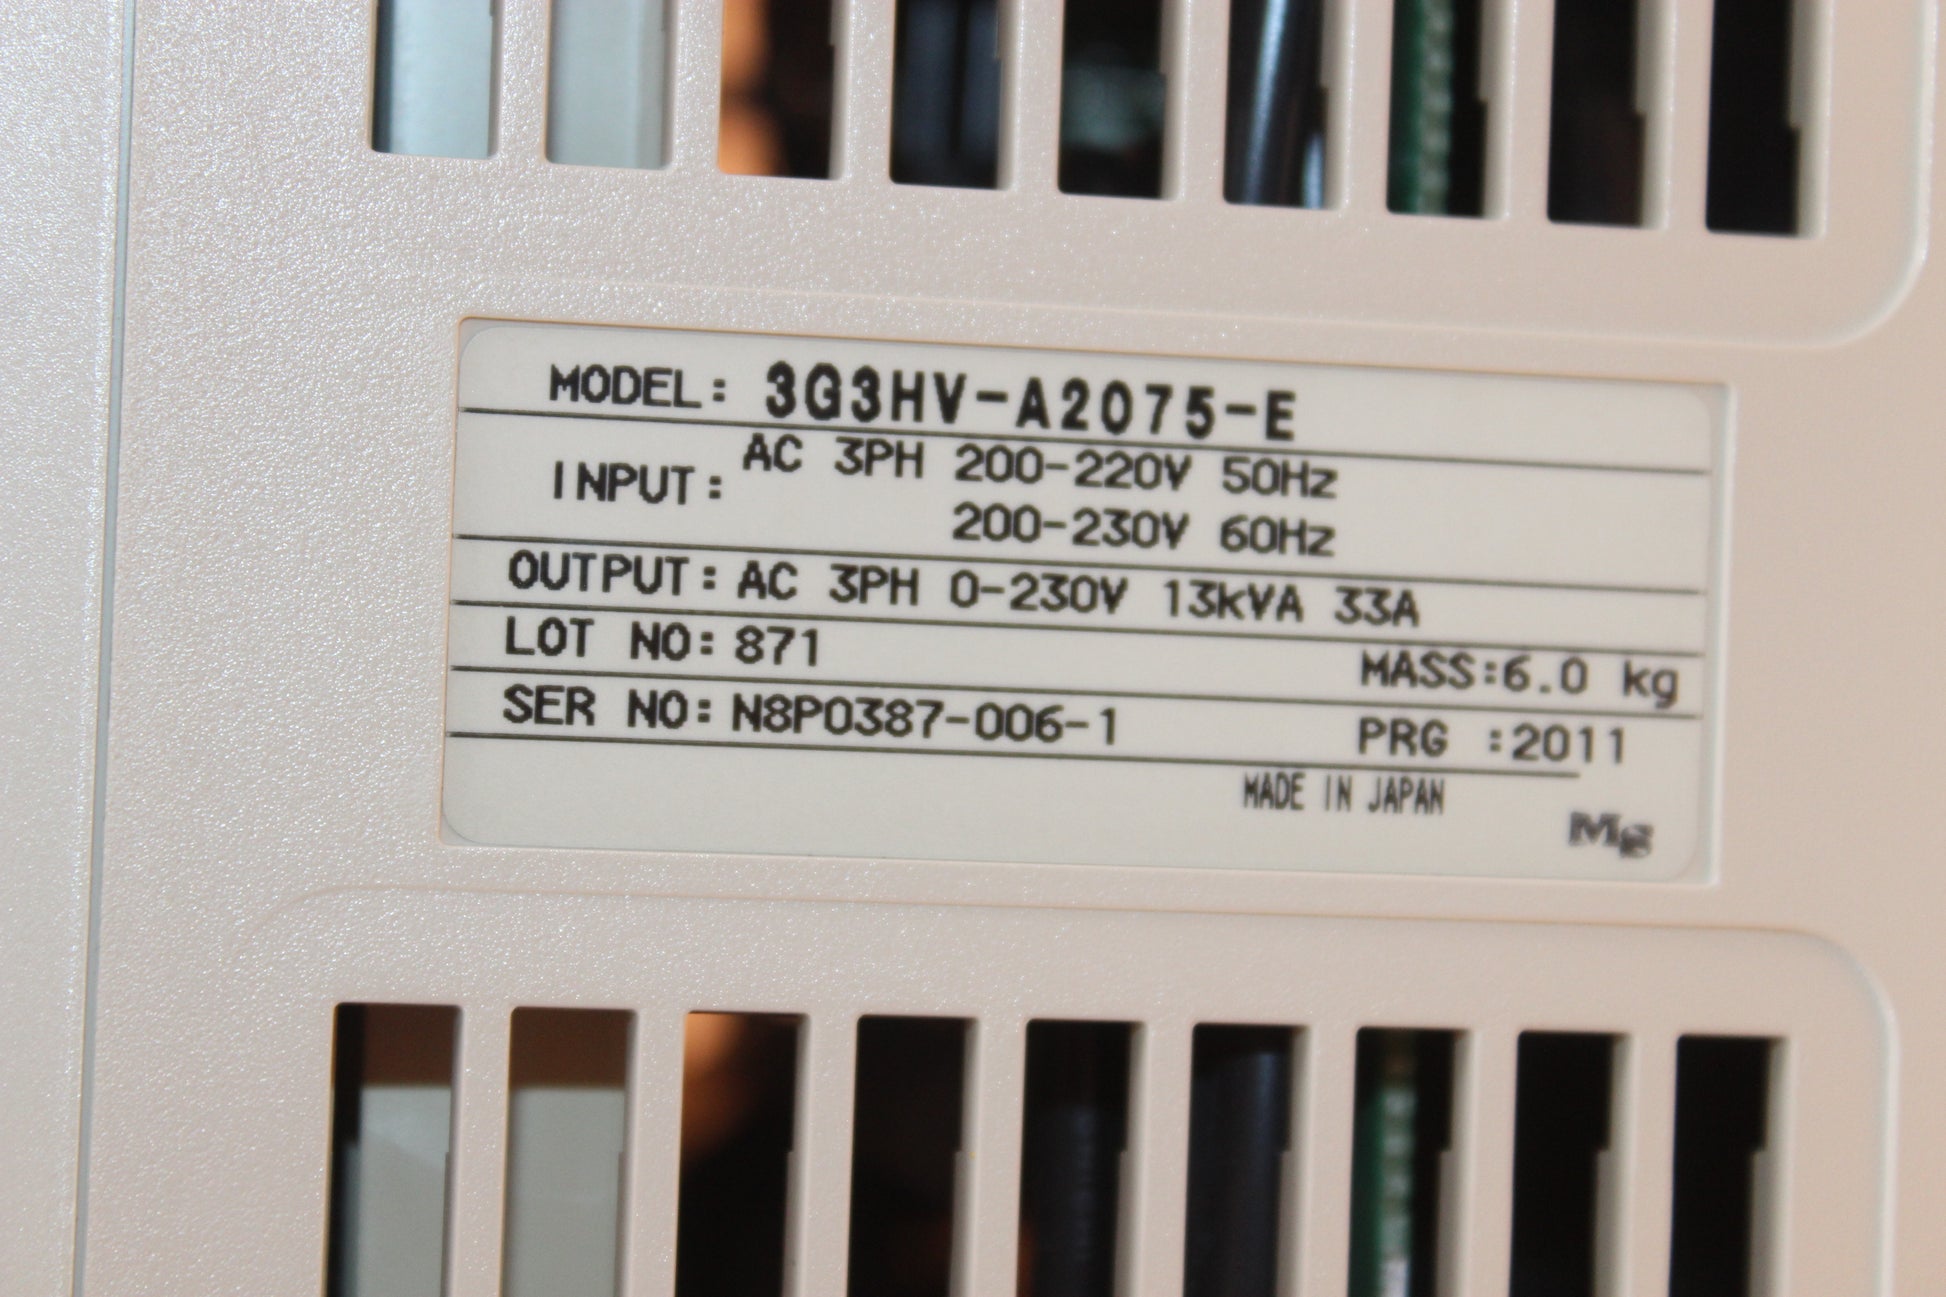 MODEL: 3G3HV-A2075-E
INPUT: AC 3PH 200-220V 50Hz
200-230V 60Hz
OUTPUT: AC 3PH 0-230V 13kVA 33A
LOT NO: 871 MASS:6.0 kg
SER NO: N8P0387-006-1 PRG :2011
MADE IN JAPAN